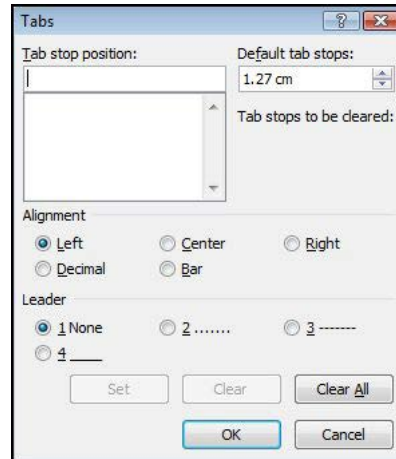 Tabs
Tab stop position: Default tab stops:
1.27 cm
Tab stops to be cleared:
Alignment
Left Center Right
Decimal Bar
Leader
1 None 2 ....... 3 -------
4 ____
Set Clear Clear All
OK Cancel